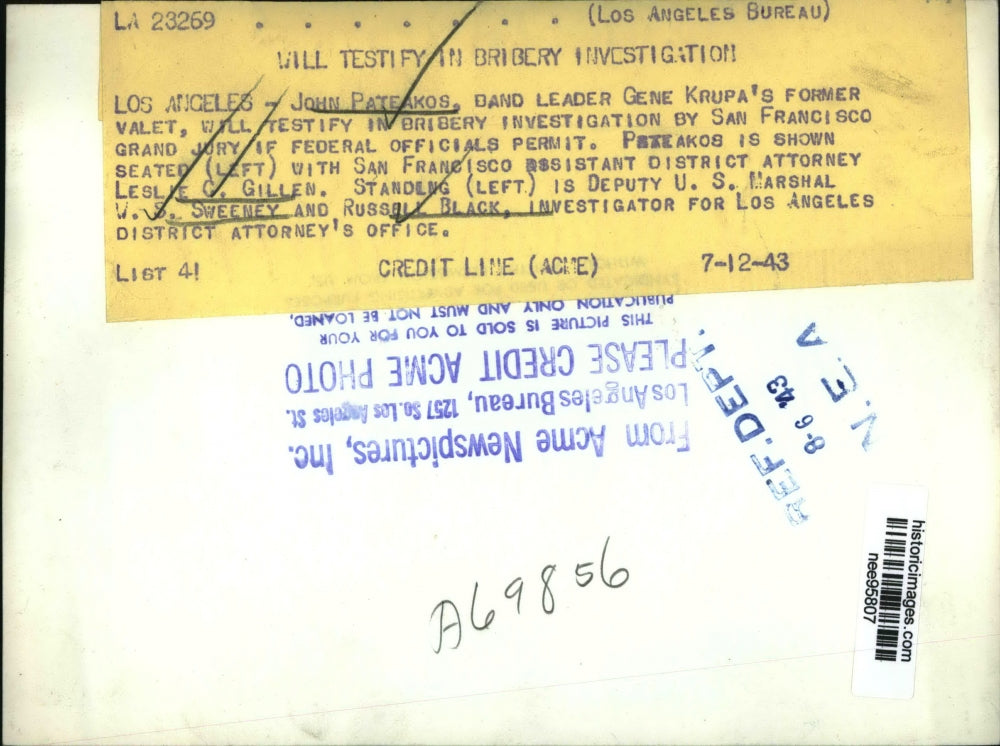 LA 23269 . . . . . . . . (LOS ANGELES BUREAU)
WILL TESTIFY IN BRIBERY INVESTIGATION
LOS ANGELES - JOHN PATEAKOS, BAND LEADER GENE KRUPA'S FORMER
VALET, WILL TESTIFY IN BRIBERY INVESTIGATION BY SAN FRANCISCO
GRAND JURY IF FEDERAL OFFICIALS PERMIT. PATEAKOS IS SHOWN
SEATED (LEFT) WITH SAN FRANCISCO ASSISTANT DISTRICT ATTORNEY
LESLIE C. GILLEN. STANDING (LEFT) IS DEPUTY U. S. MARSHAL
W. S. SWEENEY AND RUSSELL BLACK, INVESTIGATOR FOR LOS ANGELES
DISTRICT ATTORNEY'S OFFICE.
LIST 41 CREDIT LINE (ACME) 7-12-43
From Acme Newspictures, Inc.
Los Angeles Bureau, 1257 So. Los Angeles St.
PLEASE CREDIT ACME PHOTO
THIS PICTURE IS SOLD TO YOU FOR YOUR
PUBLICATION ONLY AND MUST NOT BE LOANED,
REF. DEPT.
8-6 '43
N.E.A
A69856
historicimages.com
nee95807